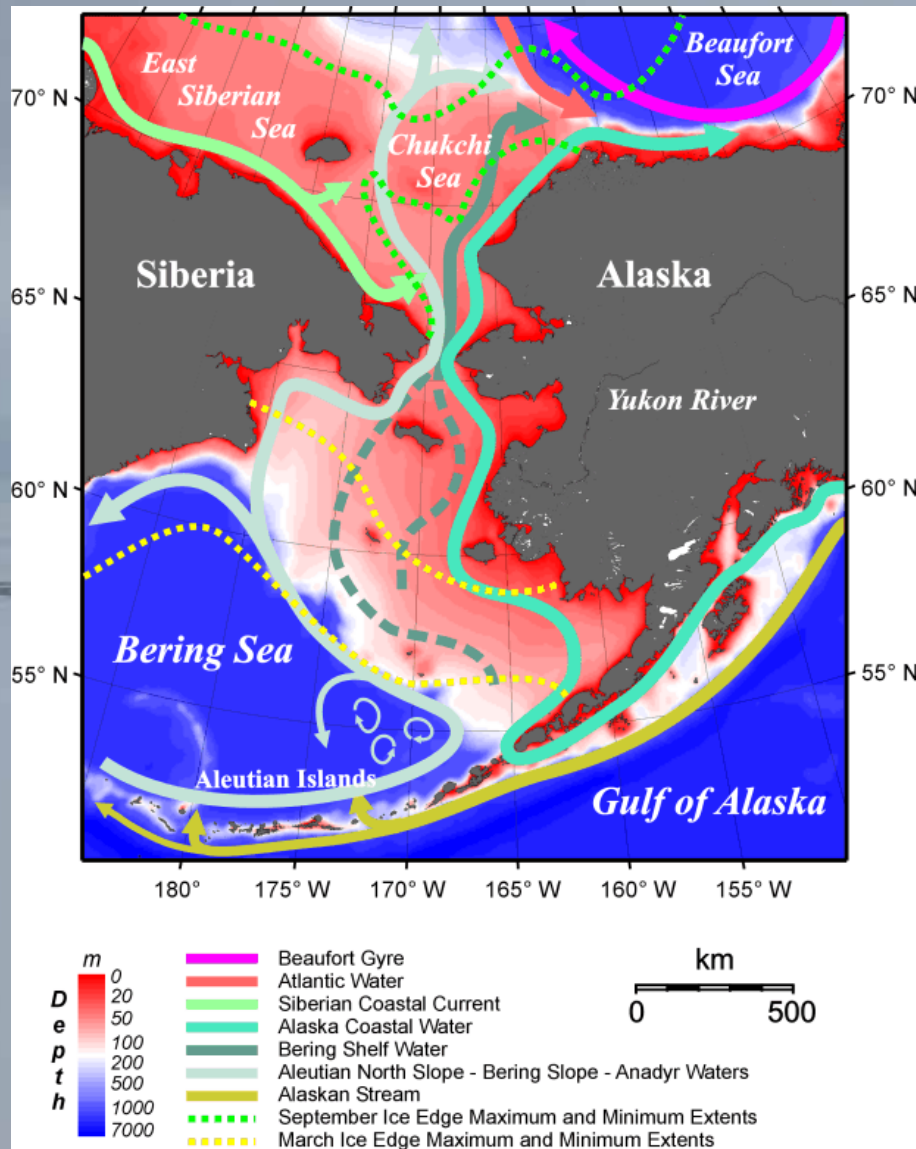 East
Siberian
Sea
Beaufort
Sea
70° N
70° N
Chukchi
Sea
Siberia
Alaska
65° N
65° N
Yukon River
60° N
60° N
Bering Sea
55° N
55° N
Aleutian Islands
Gulf of Alaska
180°
175° W
170° W
165° W
160° W
155° W
m
Depth
0
20
50
100
200
500
1000
7000
Beaufort Gyre
Atlantic Water
Siberian Coastal Current
Alaska Coastal Water
Bering Shelf Water
Aleutian North Slope - Bering Slope - Anadyr Waters
Alaskan Stream
September Ice Edge Maximum and Minimum Extents
March Ice Edge Maximum and Minimum Extents
km
0 500